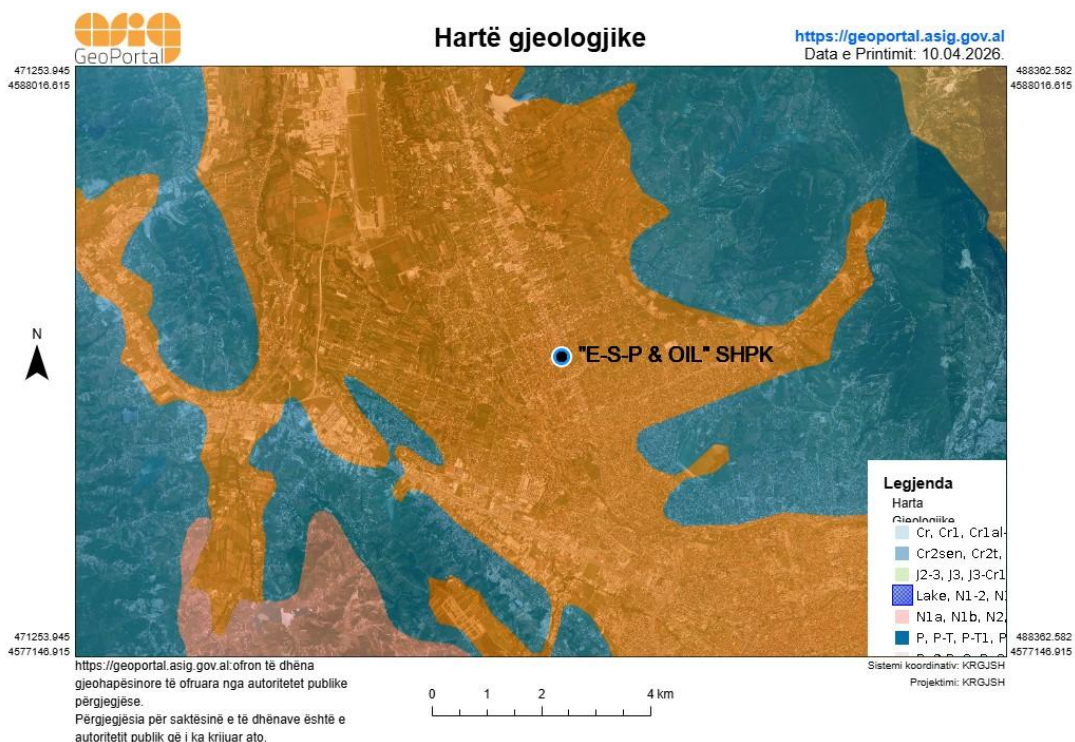 asig
GeoPortal
Hartë gjeologjike
https://geoportal.asig.gov.al
Data e Printimit: 10.04.2026.
471253.945
4588016.615
488362.582
4588016.615
N
"E-S-P & OIL" SHPK
Legjenda
Harta
Gjeologjike
Cr, Cr1, Cr1al-
Cr2sen, Cr2t,
J2-3, J3, J3-Cr1
Lake, N1-2, N1
N1a, N1b, N2,
P, P-T, P-T1, P
471253.945
4577146.915
488362.582
4577146.915
https://geoportal.asig.gov.al:ofron të dhëna
gjeohapësinore të ofruara nga autoritetet publike
përgjegjëse.
Përgjegjësia për saktësinë e të dhënave është e
autoritetit publik që i ka krijuar ato.
0 1 2 4 km
Sistemi koordinativ: KRGJSH
Projektimi: KRGJSH